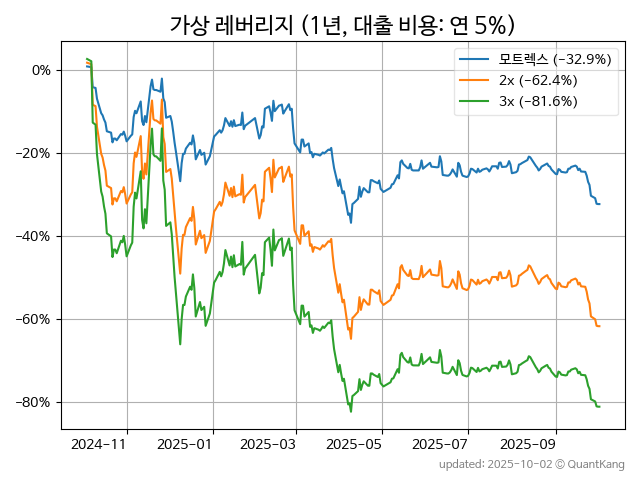 가상 레버리지 (1년, 대출 비용: 연 5%)
모트렉스 (−32.9%)
2x (−62.4%)
3x (−81.6%)
0%
−20%
−40%
−60%
−80%
2024-11 2025-01 2025-03 2025-05 2025-07 2025-09
updated: 2025-10-02 © QuantKang